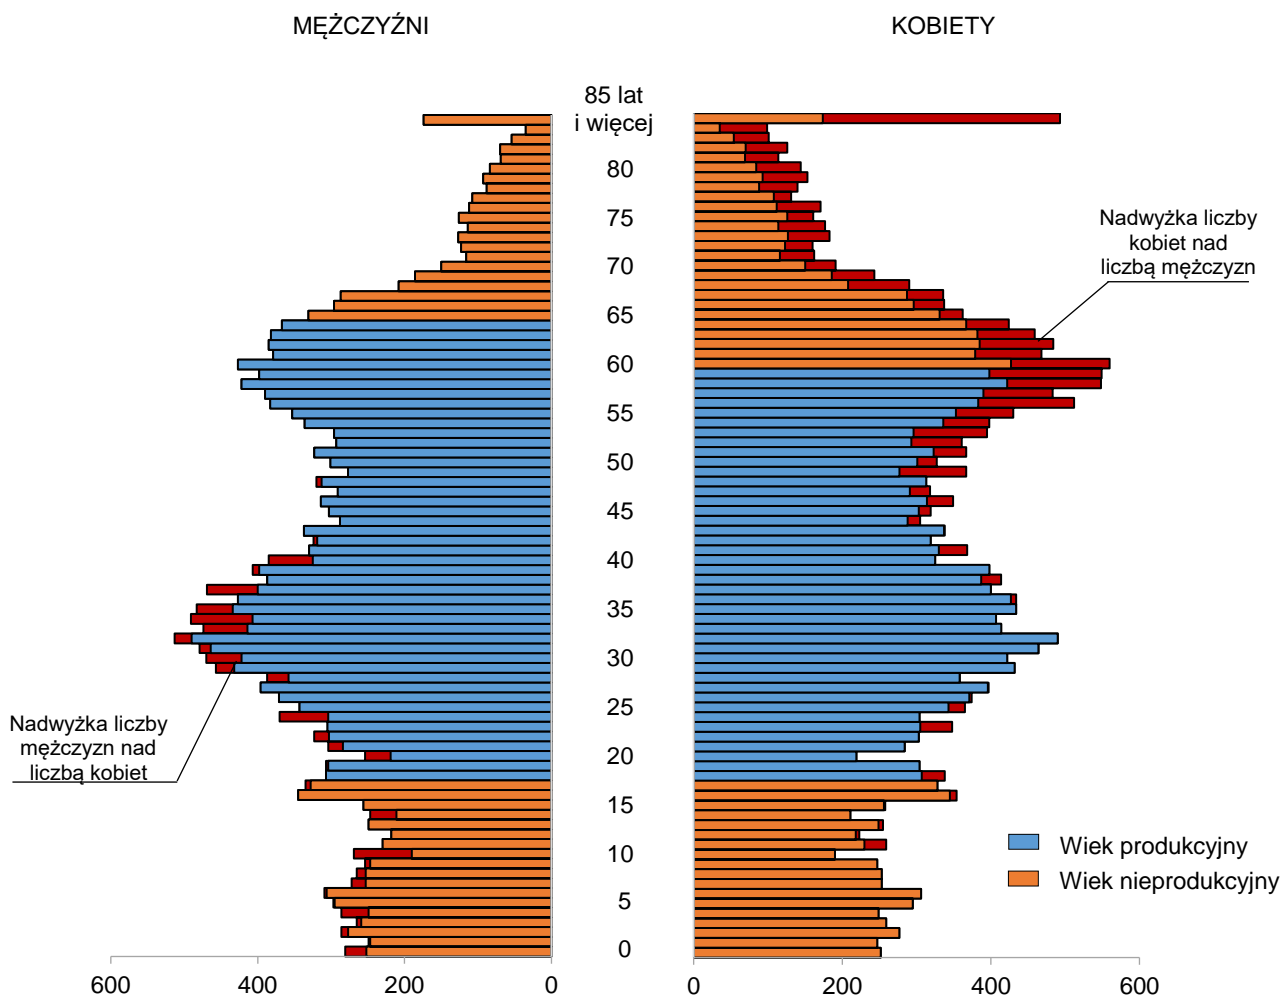 MĘŻCZYŹNI
KOBIETY
85 lat
i więcej
80
75
70
65
60
55
50
45
40
35
30
25
20
15
10
5
0
Nadwyżka liczby
kobiet nad
liczbą mężczyzn
Nadwyżka liczby
mężczyzn nad
liczbą kobiet
Wiek produkcyjny
Wiek nieprodukcyjny
600 400 200 0
0 200 400 600